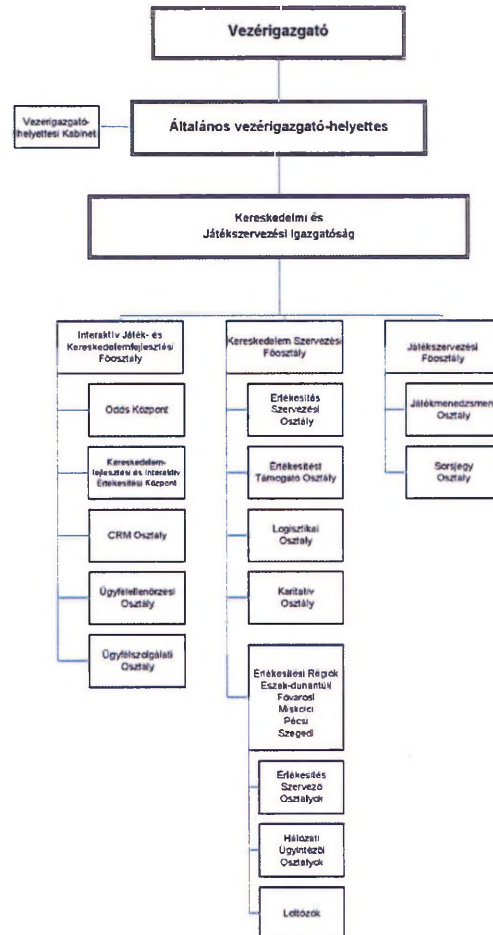 Vezérigazgató
Vezérigazgató-
helyettesi Kabinet
Általános vezérigazgató-helyettes
Kereskedelmi és
Játékszervezési Igazgatóság
Interaktív Játék- és
Kereskedelemfejlesztési
Főosztály
Odds Központ
Kereskedelem-
fejlesztési és Interaktív
Értékesítési Központ
CRM Osztály
Ügyfélellenőrzési
Osztály
Ügyfélszolgálati
Osztály
Kereskedelem Szervezési
Főosztály
Értékesítés
Szervezési
Osztály
Értékesítést
Támogató Osztály
Logisztikai
Osztály
Karitatív
Osztály
Értékesítési Régiók
Észak-dunántúli
Fővárosi
Miskolci
Pécsi
Szegedi
Értékesítés
Szervező
Osztályok
Hálózati
Ügyintézői
Osztályok
Lottózók
Játékszervezési
Főosztály
Játékmenedzsment
Osztály
Sorsjegy
Osztály